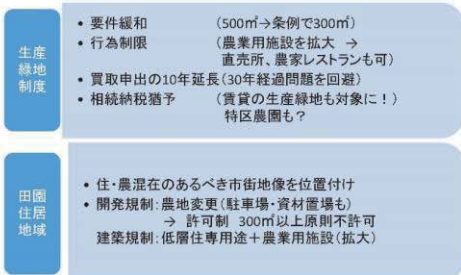 生産
緑地
制度
• 要件緩和 (500㎡→条例で300㎡)
• 行為制限 (農業用施設を拡大 →
直売所、農家レストランも可)
• 買取申出の10年延長(30年経過問題を回避)
• 相続納税猶予 (賃貸の生産緑地も対象に!)
特区農園も?
田園
住居
地域
• 住・農混在のあるべき市街地像を位置付け
• 開発規制:農地変更(駐車場・資材置場も)
→ 許可制 300㎡以上原則不許可
建築規制:低層住専用途+農業用施設(拡大)